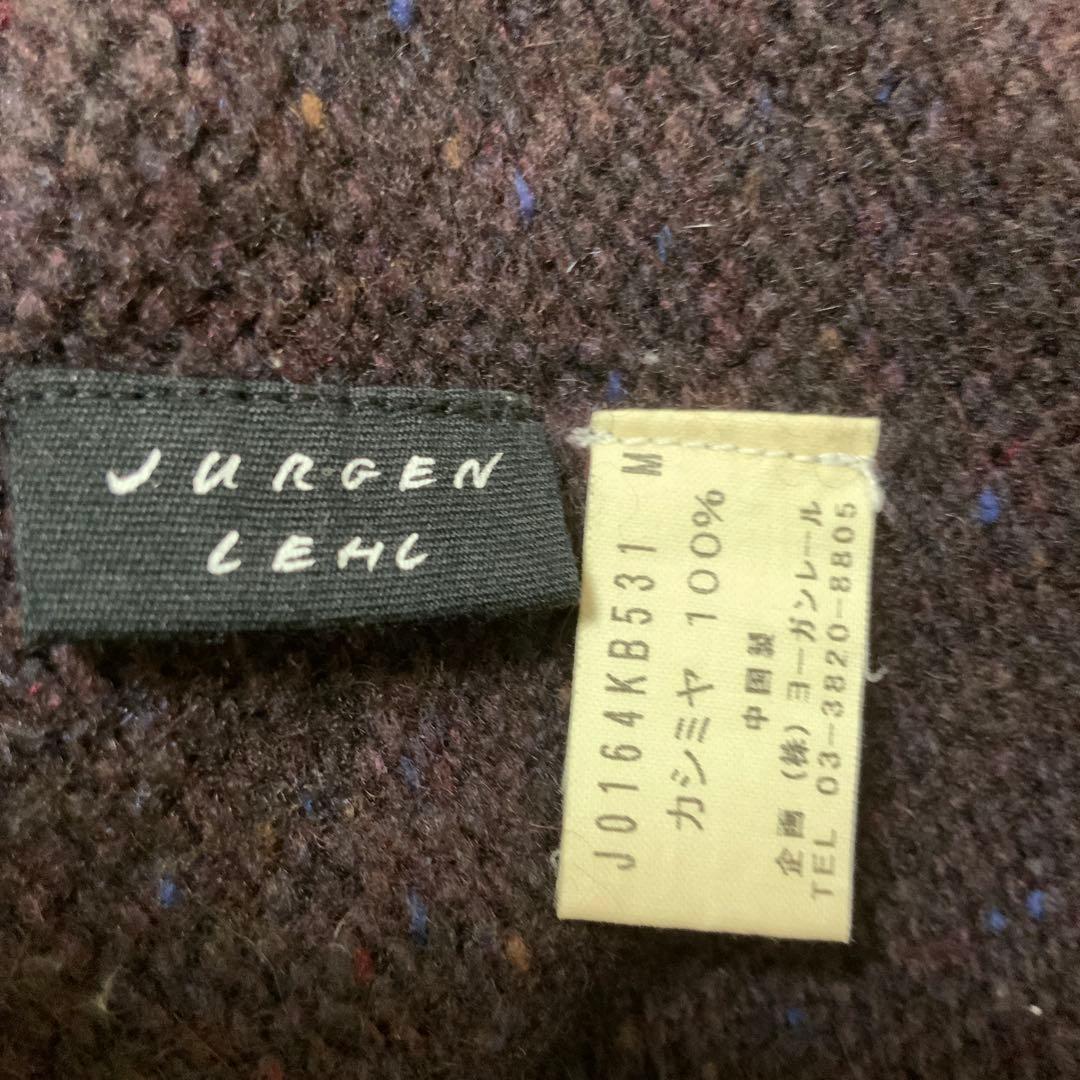 JURGEN
LEHL
J0164KB531 M
カシミヤ 100%
中国製
企画 (株) ヨーガンレール
TEL 03-3820-8805